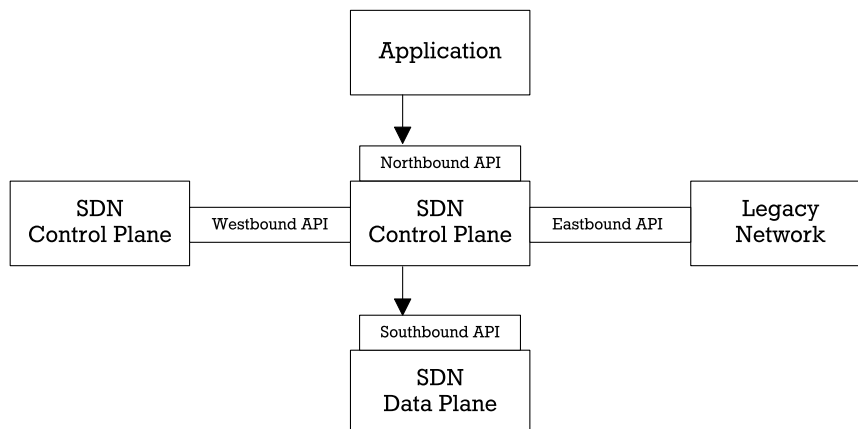 Application
Northbound API
SDN
Control Plane
Westbound API
SDN
Control Plane
Eastbound API
Legacy
Network
Southbound API
SDN
Data Plane